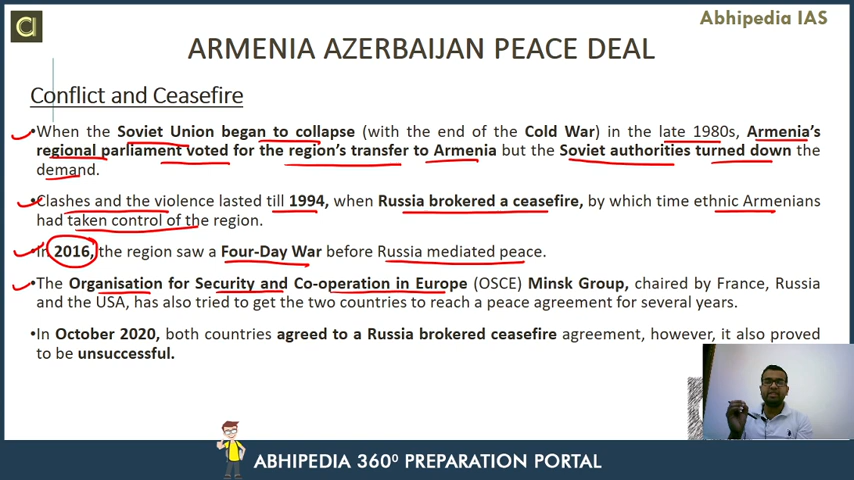 Abhipedia IAS
ARMENIA AZERBAIJAN PEACE DEAL
Conflict and Ceasefire
•When the Soviet Union began to collapse (with the end of the Cold War) in the late 1980s, Armenia's
regional parliament voted for the region's transfer to Armenia but the Soviet authorities turned down the
demand.
•Clashes and the violence lasted till 1994, when Russia brokered a ceasefire, by which time ethnic Armenians
had taken control of the region.
•In 2016, the region saw a Four-Day War before Russia mediated peace.
•The Organisation for Security and Co-operation in Europe (OSCE) Minsk Group, chaired by France, Russia
and the USA, has also tried to get the two countries to reach a peace agreement for several years.
•In October 2020, both countries agreed to a Russia brokered ceasefire agreement, however, it also proved
to be unsuccessful.
ABHIPEDIA 360⁰ PREPARATION PORTAL